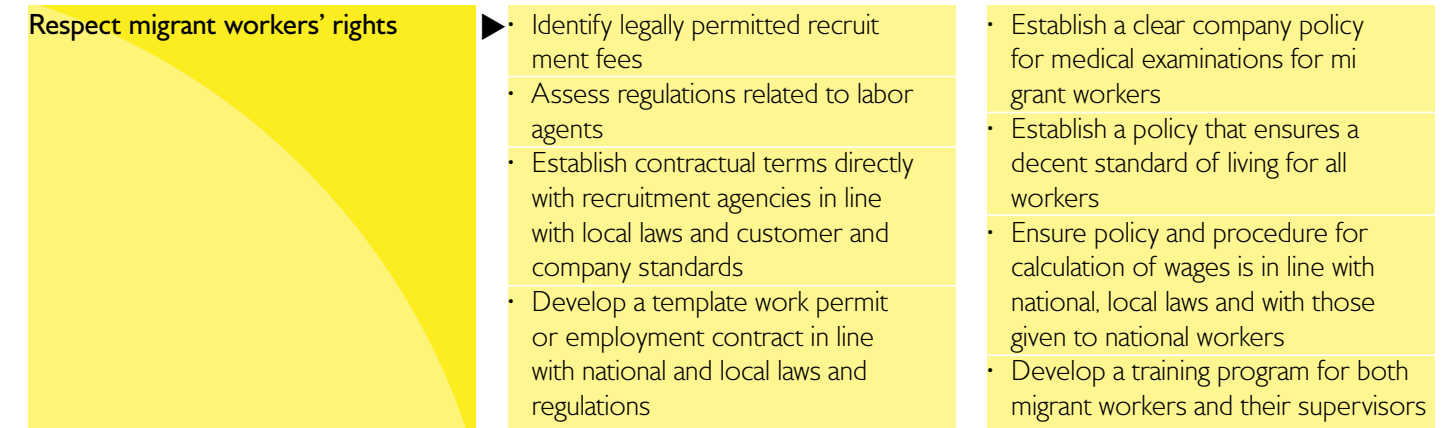 Respect migrant workers' rights
▶• Identify legally permitted recruit
ment fees
• Assess regulations related to labor
agents
• Establish contractual terms directly
with recruitment agencies in line
with local laws and customer and
company standards
• Develop a template work permit
or employment contract in line
with national and local laws and
regulations
• Establish a clear company policy
for medical examinations for mi
grant workers
• Establish a policy that ensures a
decent standard of living for all
workers
• Ensure policy and procedure for
calculation of wages is in line with
national, local laws and with those
given to national workers
• Develop a training program for both
migrant workers and their supervisors